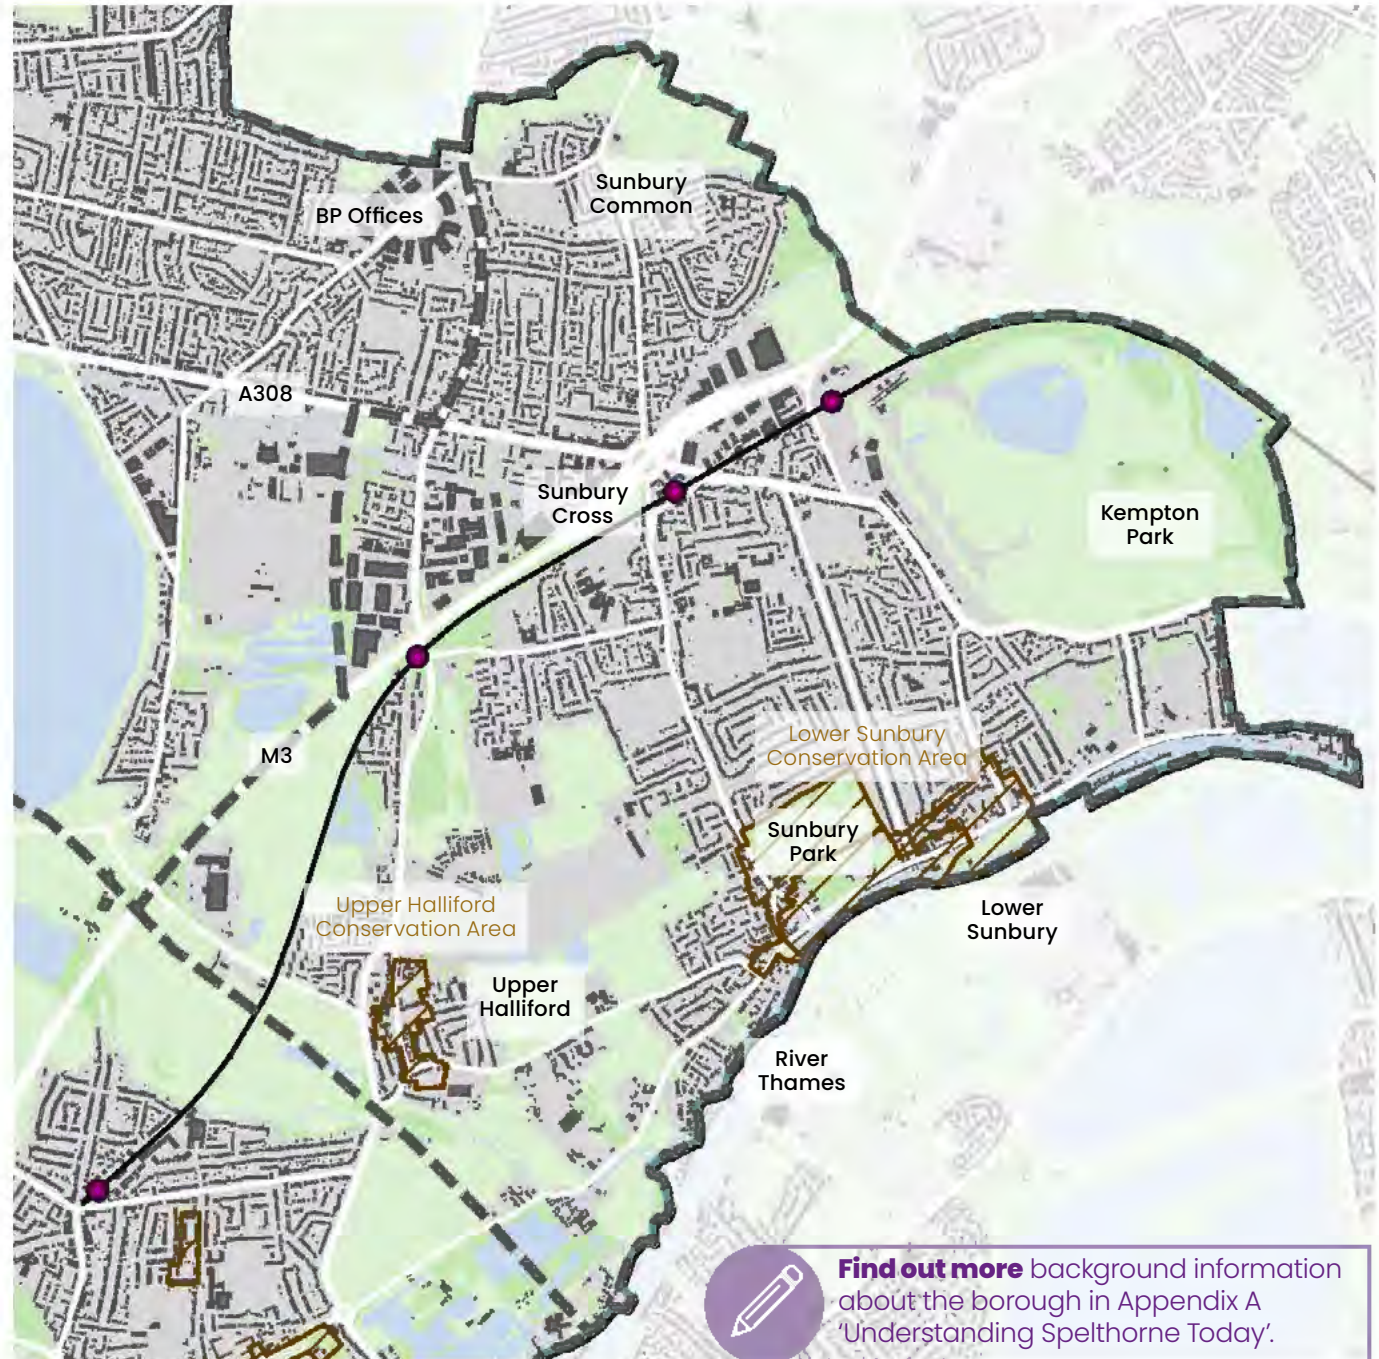 Sunbury
Common
BP Offices
A308
Sunbury
Cross
Kempton
Park
Lower Sunbury
Conservation Area
M3
Sunbury
Park
Upper Halliford
Conservation Area
Lower
Sunbury
Upper
Halliford
River
Thames
Find out more background information
about the borough in Appendix A
‘Understanding Spelthorne Today’.